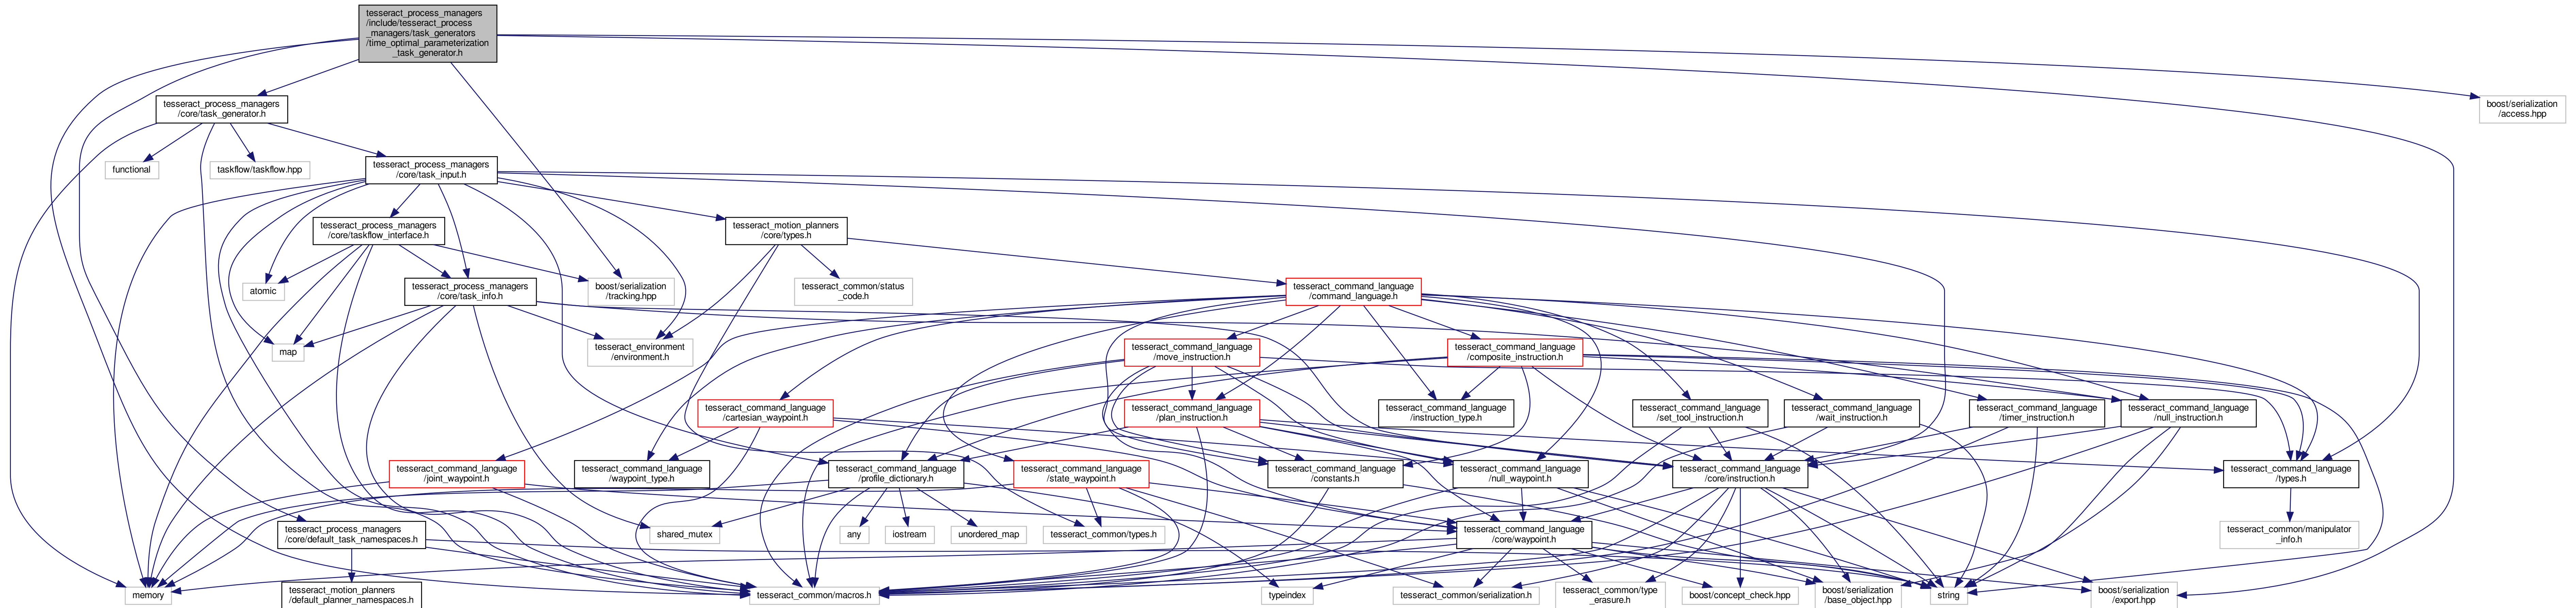 tesseract_process_managers
/include/tesseract_process
_managers/task_generators
/time_optimal_parameterization
_task_generator.h
tesseract_process_managers
/core/task_generator.h
boost/serialization
/access.hpp
functional
taskflow/taskflow.hpp
tesseract_process_managers
/core/task_input.h
tesseract_process_managers
/core/taskflow_interface.h
tesseract_motion_planners
/core/types.h
atomic
tesseract_process_managers
/core/task_info.h
boost/serialization
/tracking.hpp
tesseract_common/status
_code.h
tesseract_command_language
/command_language.h
map
tesseract_environment
/environment.h
tesseract_command_language
/move_instruction.h
tesseract_command_language
/composite_instruction.h
tesseract_command_language
/cartesian_waypoint.h
tesseract_command_language
/plan_instruction.h
tesseract_command_language
/instruction_type.h
tesseract_command_language
/set_tool_instruction.h
tesseract_command_language
/wait_instruction.h
tesseract_command_language
/timer_instruction.h
tesseract_command_language
/null_instruction.h
tesseract_command_language
/joint_waypoint.h
tesseract_command_language
/waypoint_type.h
tesseract_command_language
/profile_dictionary.h
tesseract_command_language
/state_waypoint.h
tesseract_command_language
/constants.h
tesseract_command_language
/null_waypoint.h
tesseract_command_language
/core/instruction.h
tesseract_command_language
/types.h
tesseract_process_managers
/core/default_task_namespaces.h
shared_mutex
any
iostream
unordered_map
tesseract_common/types.h
tesseract_command_language
/core/waypoint.h
tesseract_common/manipulator
_info.h
memory
tesseract_motion_planners
/default_planner_namespaces.h
tesseract_common/macros.h
typeindex
tesseract_common/serialization.h
tesseract_common/type
_erasure.h
boost/concept_check.hpp
boost/serialization
/base_object.hpp
string
boost/serialization
/export.hpp